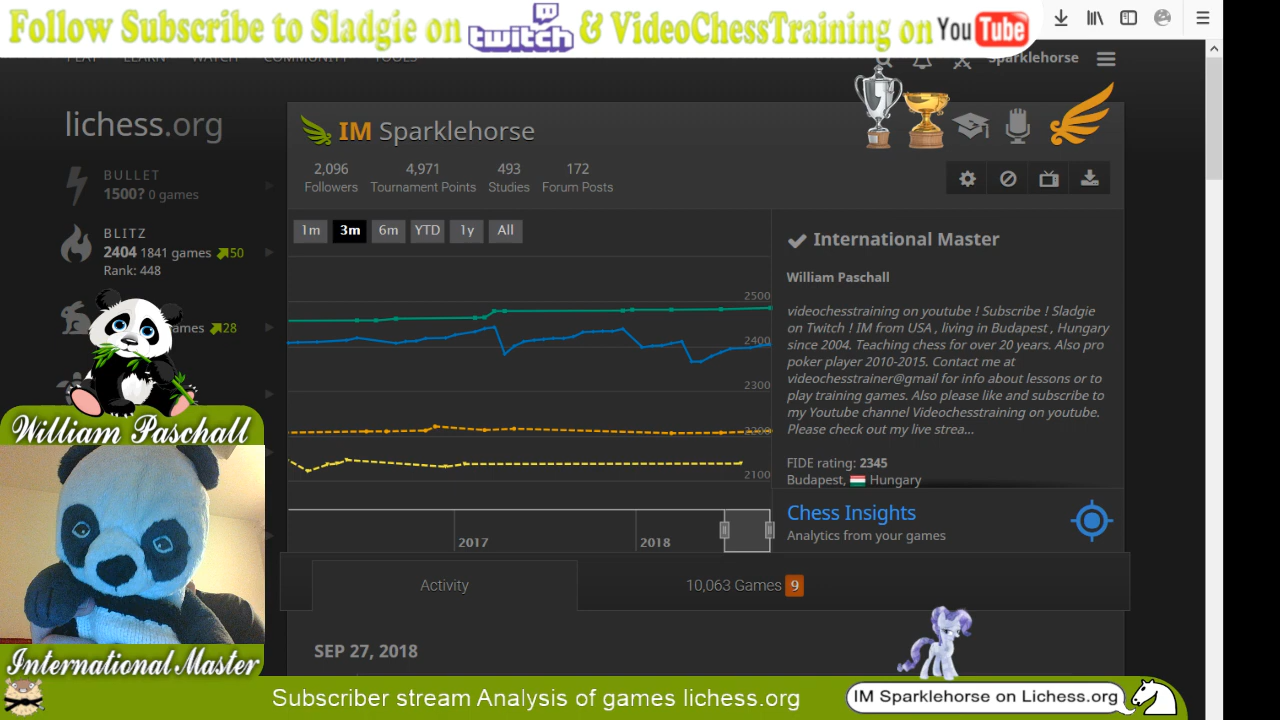 Follow Subscribe to Sladgie on twitch & VideoChessTraining on YouTube
PLAY LEARN WATCH COMMUNITY TOOLS
Sparklehorse
lichess.org
IM Sparklehorse
2,096 4,971 493 172
Followers Tournament Points Studies Forum Posts
BULLET
1500? 0 games
BLITZ
2404 1841 games 50
Rank: 448
games 28
1m 3m 6m YTD 1y All
2500
2400
2300
2200
2100
2017 2018
International Master
William Paschall
videochesstraining on youtube ! Subscribe ! Sladgie
on Twitch ! IM from USA , living in Budapest , Hungary
since 2004. Teaching chess for over 20 years. Also pro
poker player 2010-2015. Contact me at
videochesstrainer@gmail for info about lessons or to
play training games. Also please like and subscribe to
my Youtube channel Videochesstraining on youtube.
Please check out my live strea...
FIDE rating: 2345
Budapest, Hungary
Chess Insights
Analytics from your games
Activity
10,063 Games 9
SEP 27, 2018
William Paschall
International Master
Subscriber stream Analysis of games lichess.org
IM Sparklehorse on Lichess.org